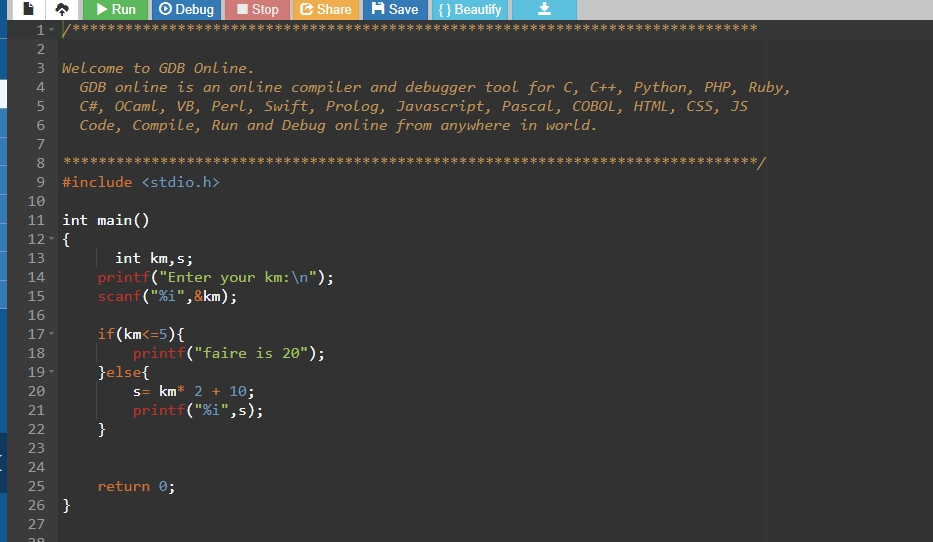 Run Debug Stop Share Save { } Beautify
1 /******************************************************************************
2
3 Welcome to GDB Online.
4 GDB online is an online compiler and debugger tool for C, C++, Python, PHP, Ruby,
5 C#, OCaml, VB, Perl, Swift, Prolog, Javascript, Pascal, COBOL, HTML, CSS, JS
6 Code, Compile, Run and Debug online from anywhere in world.
7
8 *******************************************************************************/
9 #include <stdio.h>
10
11 int main()
12 {
13 int km,s;
14 printf("Enter your km:\n");
15 scanf("%i",&km);
16
17 if(km<=5){
18 printf("faire is 20");
19 }else{
20 s= km* 2 + 10;
21 printf("%i",s);
22 }
23
24
25 return 0;
26 }
27
28